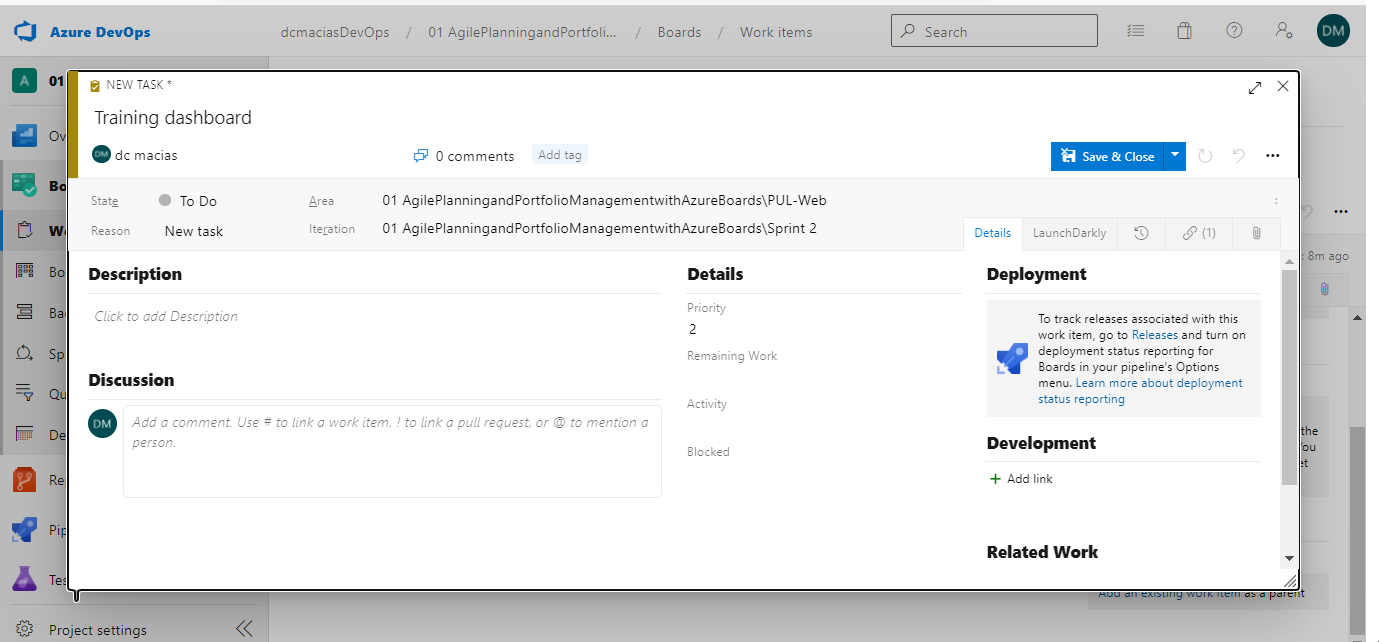 Azure DevOps
dcmaciasDevOps / 01 AgilePlanningandPortfoli... / Boards / Work items
Search
DM
A 01
NEW TASK *
Training dashboard
DM dc macias
0 comments
Add tag
Save & Close
State To Do
Area 01 AgilePlanningandPortfolioManagementwithAzureBoards\PUL-Web
Reason New task
Iteration 01 AgilePlanningandPortfolioManagementwithAzureBoards\Sprint 2
Details
LaunchDarkly
(1)
8m ago
Ov
Bo
W
Bo
Ba
Sp
Qu
De
Re
Pip
Tes
Project settings
Description
Click to add Description
Discussion
DM
Add a comment. Use # to link a work item, ! to link a pull request, or @ to mention a
person.
Details
Priority
2
Remaining Work
Activity
Blocked
Deployment
To track releases associated with this
work item, go to Releases and turn on
deployment status reporting for
Boards in your pipeline's Options
menu. Learn more about deployment
status reporting
Development
+ Add link
Related Work
the
et
Add an existing work item as a parent